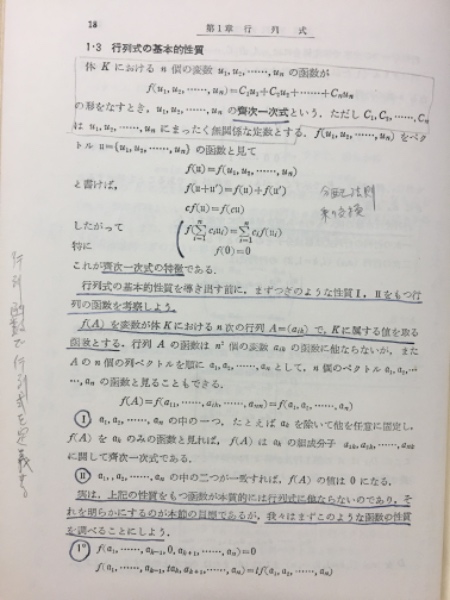 18
第1章 行列式
1・3 行列式の基本的性質
体 K における n 個の変数 u₁, u₂, ……, uₙ の函数が
f(u₁, u₂, ……, uₙ)=C₁u₁+C₂u₂+……+Cₙuₙ
の形をなすとき, u₁, u₂, ……, uₙ の齊次一次式という. ただし C₁, C₂, ……, Cₙ
は u₁, u₂, ……, uₙ にまったく無関係な定数とする. f(u₁, u₂, ……, uₙ) をベク
トル u={u₁, u₂, ……, uₙ} の函数と見て
f(u)=f(u₁, u₂, ……, uₙ)
と書けば, f(u+u′)=f(u)+f(u′)
cf(u)=f(cu)
したがって f(∑ⁿᵢ₌₁ cᵢuᵢ)=∑ⁿᵢ₌₁ cᵢf(uᵢ)
特に f(0)=0
これが齊次一次式の特徴である.
行列式の基本的性質を導き出す前に, まずつぎのような性質 I, II をもつ行
列の函数を考察しよう.
f(A) を変数が体 K における n 次の行列 A=(aᵢₖ) で, K に属する値を取る
函数とする. 行列 A の函数は n² 個の変数 aᵢₖ の函数に他ならないが, また
A の n 個の列ベクトルを順に a₁, a₂, ……, aₙ として, n 個のベクトル a₁, a₂, …
…, aₙ の函数と見ることもできる.
f(A)=f(a₁₁, ……, aᵢₖ, ……, aₙₙ)=f(a₁, a₂, ……, aₙ)
I a₁, a₂, ……, aₙ の中の一つ, たとえば aₖ を除いて他を任意に固定し,
f(A) を aₖ のみの函数と見れば, f(A) は aₖ の組成分子 a₁ₖ, a₂ₖ, ……, aₙₖ
に関して齊次一次式である.
II a₁, a₂, ……, aₙ の中の二つが一致すれば, f(A) の値は 0 になる.
実は, 上記の性質をもつ函数が本質的には行列式に他ならないのであり, そ
れを明らかにするのが本節の目標であるが, 我々はまずこのような函数の性質
を調べることにしよう.
I° f(a₁, ……, aₖ₋₁, 0, aₖ₊₁, ……, aₙ)=0
f(a₁, ……, aₖ₋₁, taₖ, aₖ₊₁, ……, aₙ)=tf(a₁, a₂, ……, aₙ)
行列函数で行列式を定義する